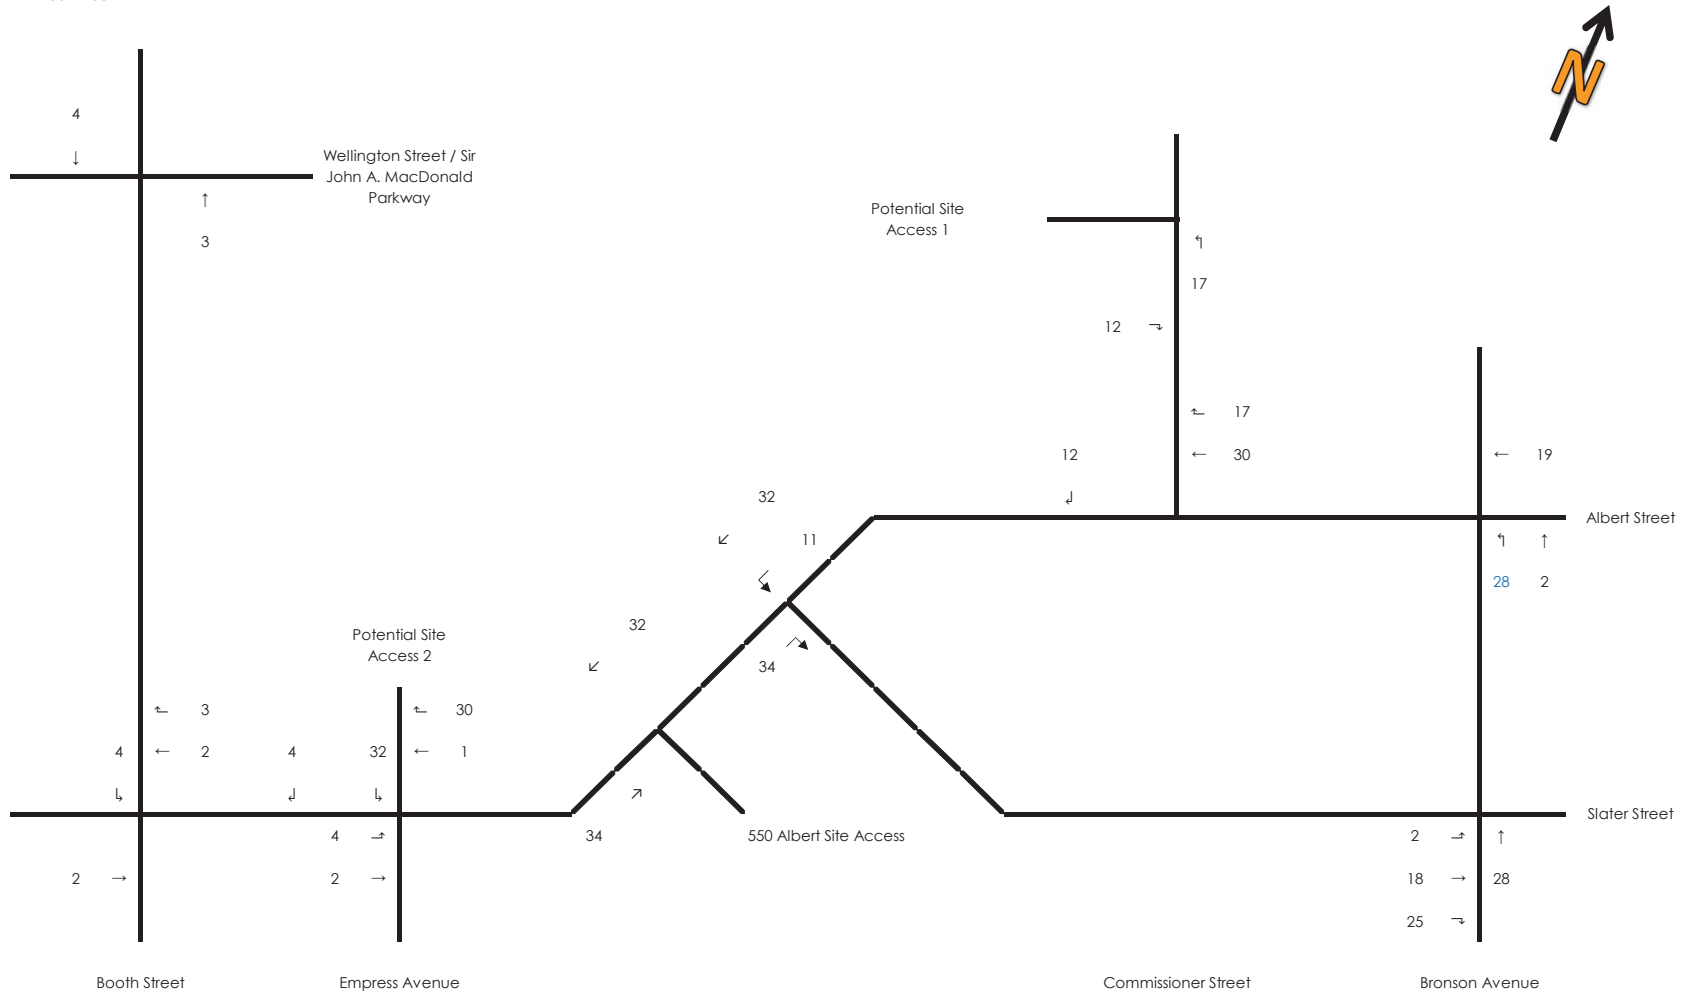 N
4
↓
Wellington Street / Sir
John A. MacDonald
Parkway
↑
3
Potential Site
Access 1
↰
17
12 ⬎
⬑ 17
12
← 30
← 19
32
↲
Albert Street
↙ 11
↰ ↑
28 2
32
Potential Site
Access 2
↙
34
⬑ 3
⬑ 30
4 ← 2
4
32 ← 1
↳
↲
↳
↗
Slater Street
4 ⬏
34
550 Albert Site Access
2 ⬏ ↑
2 →
2 →
18 → 28
25 ⬎
Booth Street
Empress Avenue
Commissioner Street
Bronson Avenue